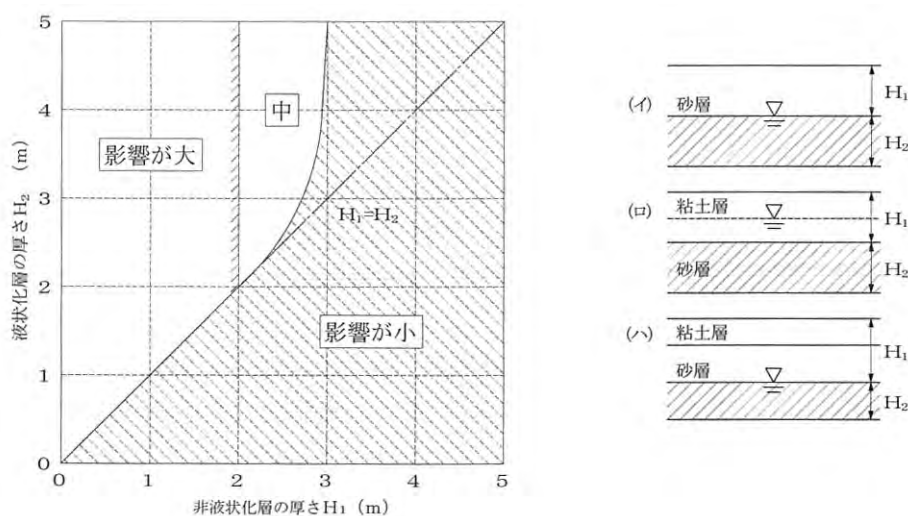 5
4
3
2
1
0
液状化層の厚さH₂ (m)
影響が大
中
H₁=H₂
影響が小
0
1
2
3
4
5
非液状化層の厚さH₁ (m)
(イ)
砂層
H₁
H₂
(ロ)
粘土層
H₁
砂層
H₂
(ハ)
粘土層
H₁
砂層
H₂